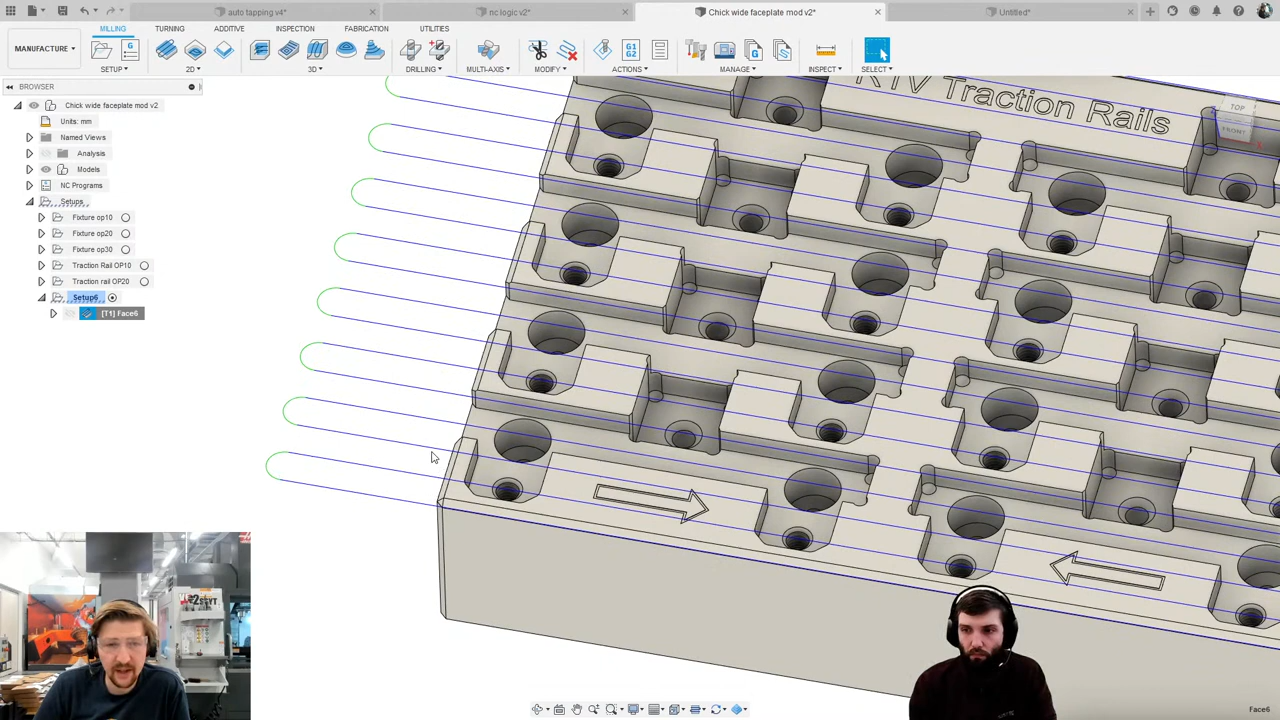 auto tapping v4*
nc.logic v2*
Chick wide faceplate mod v2*
Untitled*
MILLING
TURNING
ADDITIVE
INSPECTION
FABRICATION
UTILITIES
MANUFACTURE
SETUP
2D
3D
DRILLING
MULTI-AXIS
MODIFY
ACTIONS
MANAGE
INSPECT
SELECT
BROWSER
Chick wide faceplate mod v2
Units: mm
Named Views
Analysis
Models
NC Programs
Setups
Fixture op10
Fixture op20
Fixture op30
Traction Rail OP10
Traction rail OP20
Setup6
[T1] Face6
Traction Rails
TOP
FRONT
Face6